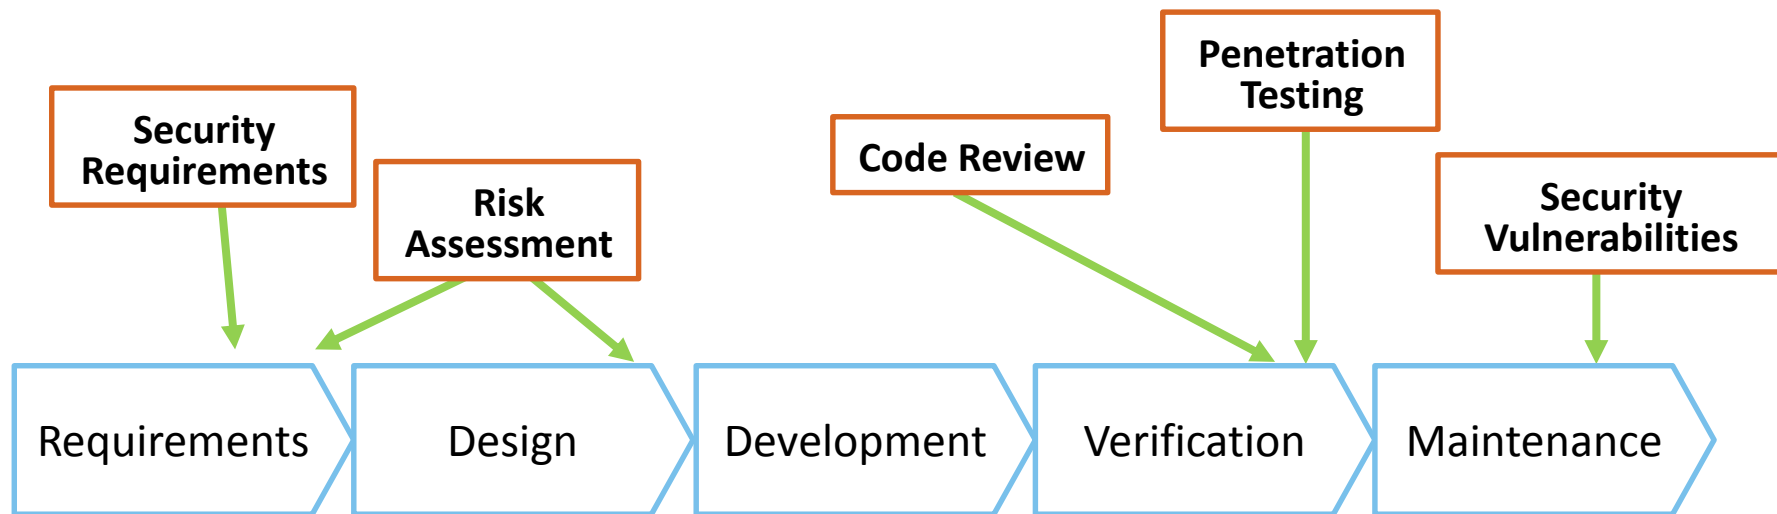 Security
Requirements
Risk
Assessment
Code Review
Penetration
Testing
Security
Vulnerabilities
Requirements
Design
Development
Verification
Maintenance